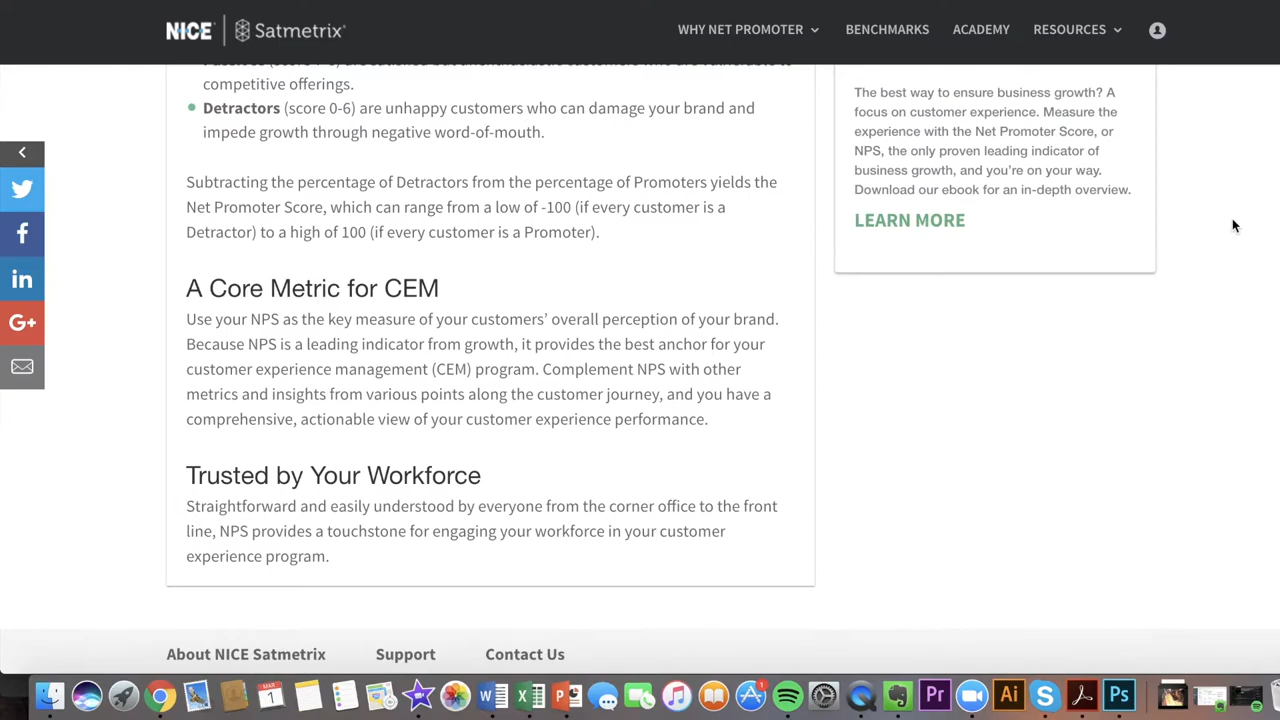 NICE Satmetrix
WHY NET PROMOTER
BENCHMARKS
ACADEMY
RESOURCES
competitive offerings.
Detractors (score 0-6) are unhappy customers who can damage your brand and
impede growth through negative word-of-mouth.
Subtracting the percentage of Detractors from the percentage of Promoters yields the
Net Promoter Score, which can range from a low of -100 (if every customer is a
Detractor) to a high of 100 (if every customer is a Promoter).
A Core Metric for CEM
Use your NPS as the key measure of your customers’ overall perception of your brand.
Because NPS is a leading indicator from growth, it provides the best anchor for your
customer experience management (CEM) program. Complement NPS with other
metrics and insights from various points along the customer journey, and you have a
comprehensive, actionable view of your customer experience performance.
Trusted by Your Workforce
Straightforward and easily understood by everyone from the corner office to the front
line, NPS provides a touchstone for engaging your workforce in your customer
experience program.
The best way to ensure business growth? A
focus on customer experience. Measure the
experience with the Net Promoter Score, or
NPS, the only proven leading indicator of
business growth, and you’re on your way.
Download our ebook for an in-depth overview.
LEARN MORE
G+
About NICE Satmetrix
Support
Contact Us
MAR
1
1
Pr
Ai
Ps